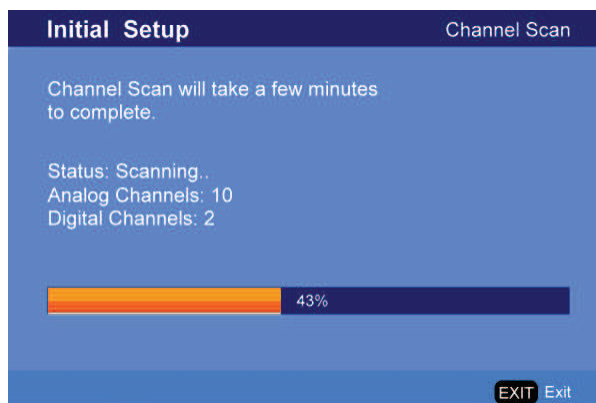 Initial Setup
Channel Scan
Channel Scan will take a few minutes
to complete.
Status: Scanning..
Analog Channels: 10
Digital Channels: 2
43%
EXIT Exit